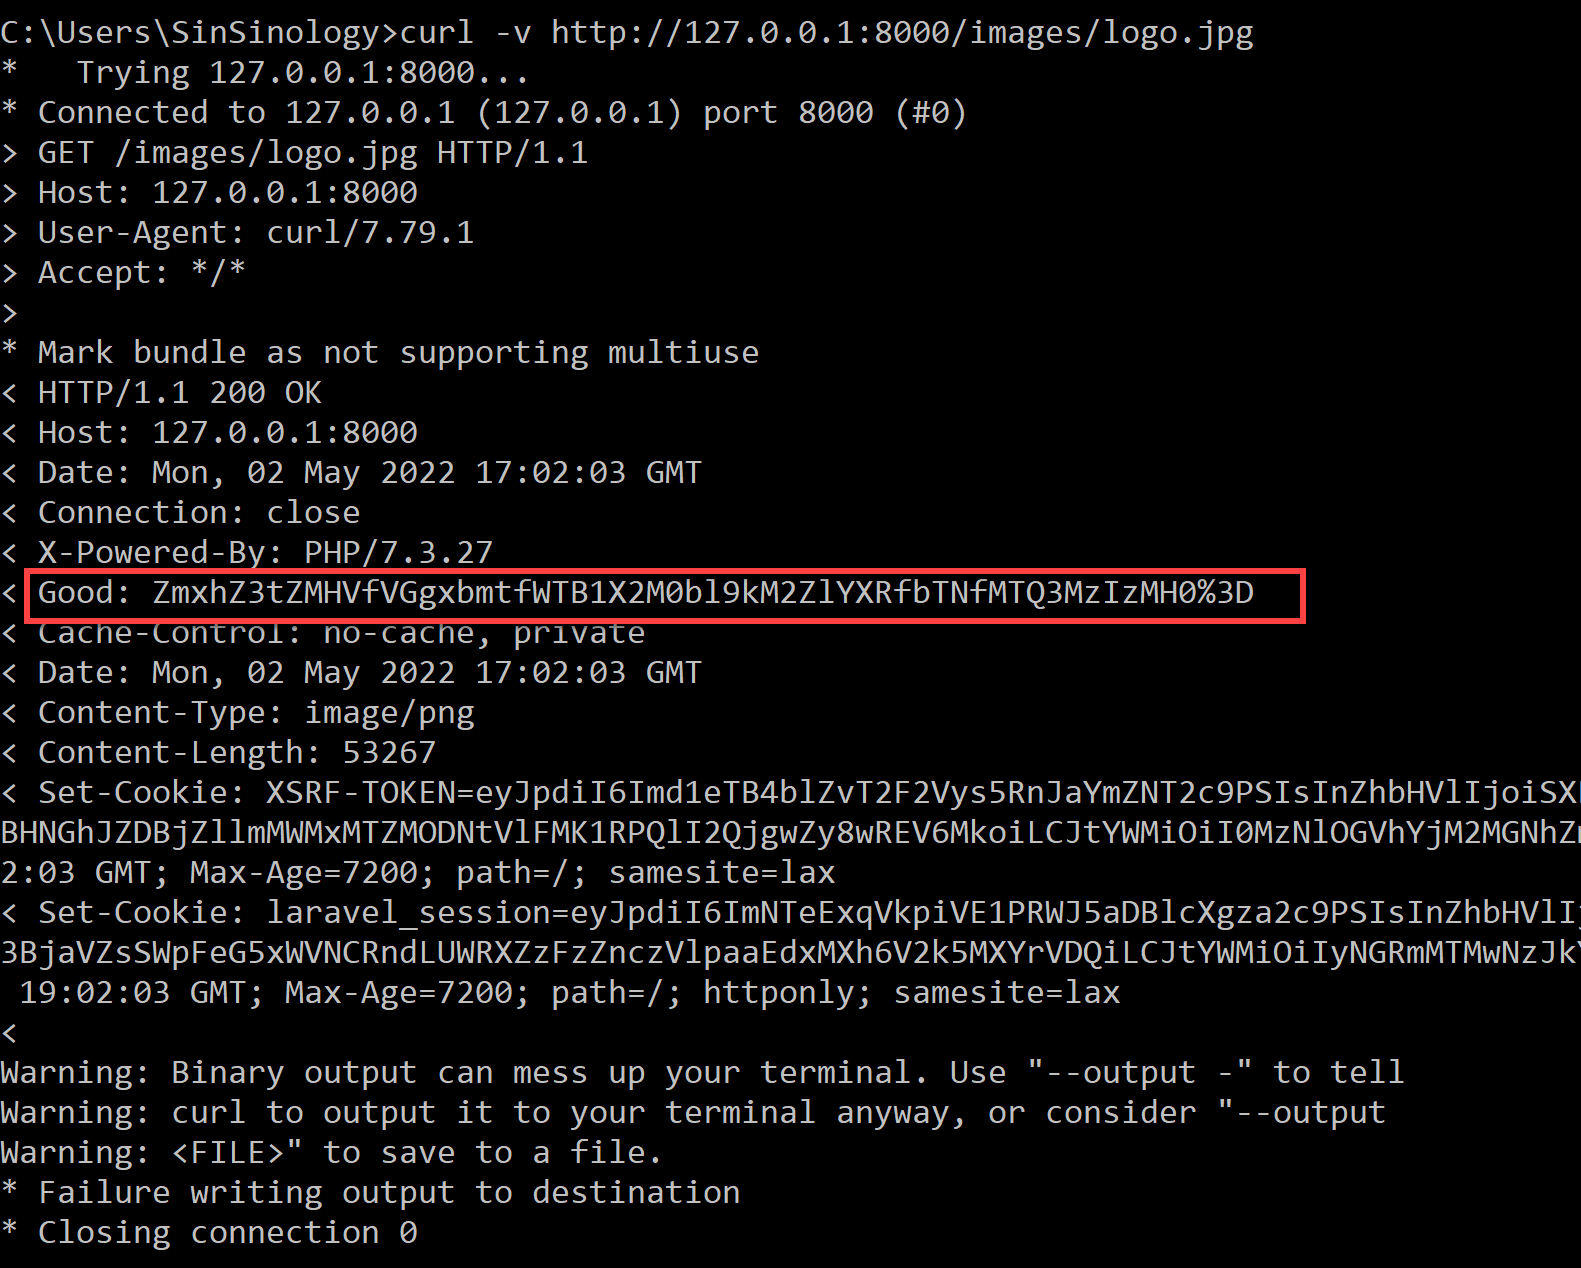 C:\Users\SinSinology>curl -v http://127.0.0.1:8000/images/logo.jpg
*   Trying 127.0.0.1:8000...
* Connected to 127.0.0.1 (127.0.0.1) port 8000 (#0)
> GET /images/logo.jpg HTTP/1.1
> Host: 127.0.0.1:8000
> User-Agent: curl/7.79.1
> Accept: */*
>
* Mark bundle as not supporting multiuse
< HTTP/1.1 200 OK
< Host: 127.0.0.1:8000
< Date: Mon, 02 May 2022 17:02:03 GMT
< Connection: close
< X-Powered-By: PHP/7.3.27
< Good: ZmxhZ3tZMHVfVGgxbmtfWTB1X2M0bl9kM2ZlYXRfbTNfMTQ3MzIzMH0%3D
< Cache-Control: no-cache, private
< Date: Mon, 02 May 2022 17:02:03 GMT
< Content-Type: image/png
< Content-Length: 53267
< Set-Cookie: XSRF-TOKEN=eyJpdiI6Imd1eTB4blZvT2F2Vys5RnJaYmZNT2c9PSIsInZhbHVlIjoiSX
BHNGhJZDBjZllmMWMxMTZMODNtVlFMK1RPQlI2QjgwZy8wREV6MkoiLCJtYWMiOiI0MzNlOGVhYjM2MGNhZ
2:03 GMT; Max-Age=7200; path=/; samesite=lax
< Set-Cookie: laravel_session=eyJpdiI6ImNTeExqVkpiVE1PRWJ5aDBlcXgza2c9PSIsInZhbHVlI
3BjaVZsSWpFeG5xWVNCRndLUWRXZzFzZnczVlpaaEdxMXh6V2k5MXYrVDQiLCJtYWMiOiIyNGRmMTMwNzJk
 19:02:03 GMT; Max-Age=7200; path=/; httponly; samesite=lax
<
Warning: Binary output can mess up your terminal. Use "--output -" to tell
Warning: curl to output it to your terminal anyway, or consider "--output
Warning: <FILE>" to save to a file.
* Failure writing output to destination
* Closing connection 0